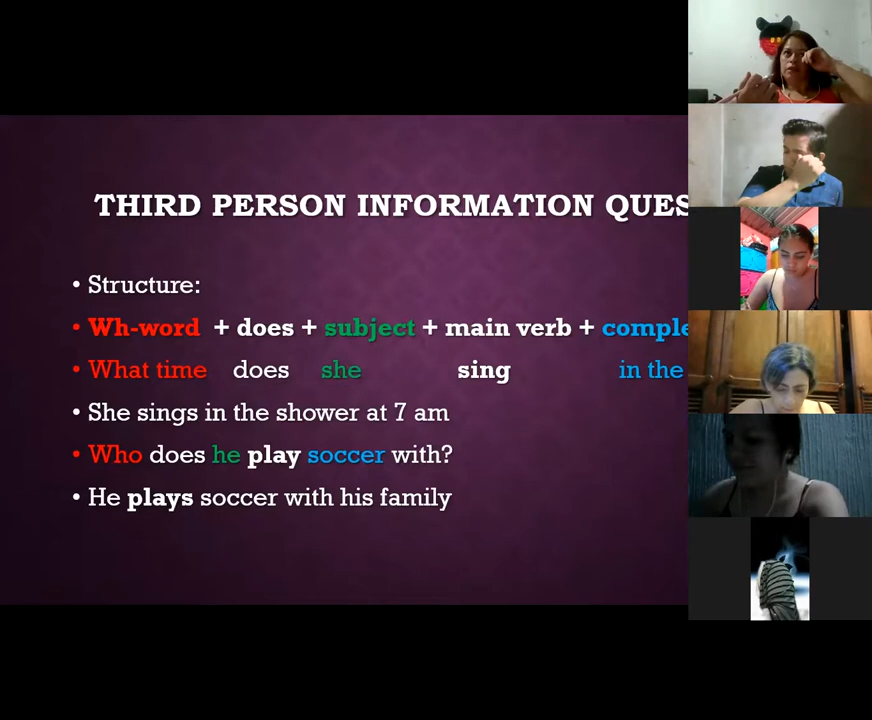 THIRD PERSON INFORMATION QUES
• Structure:
• Wh-word + does + subject + main verb + comple
• What time does she sing in the
• She sings in the shower at 7 am
• Who does he play soccer with?
• He plays soccer with his family